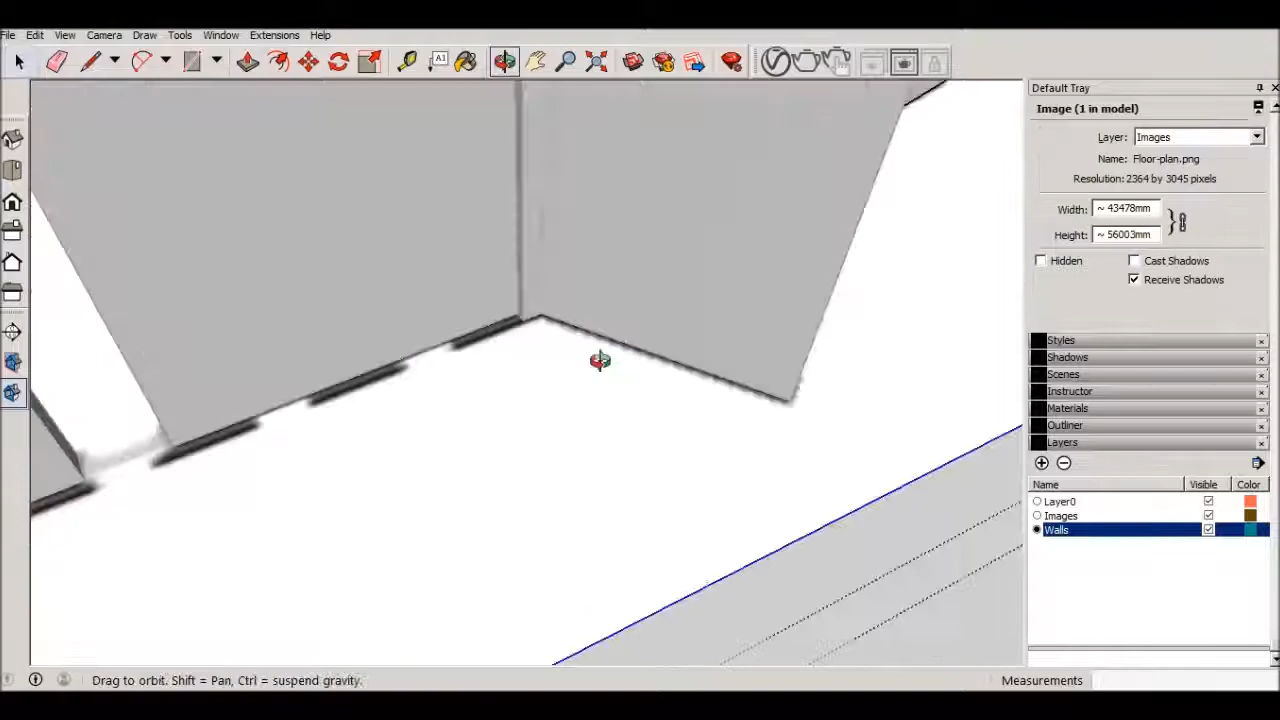 File Edit View Camera Draw Tools Window Extensions Help
A1
Default Tray
Image (1 in model)
Layer: Images
Name: Floor-plan.png
Resolution: 2364 by 3045 pixels
Width: ~ 43478mm
Height: ~ 56003mm
Hidden Cast Shadows
Receive Shadows
Styles
Shadows
Scenes
Instructor
Materials
Outliner
Layers
Name Visible Color
Layer0
Images
Walls
Drag to orbit. Shift = Pan, Ctrl = suspend gravity.
Measurements